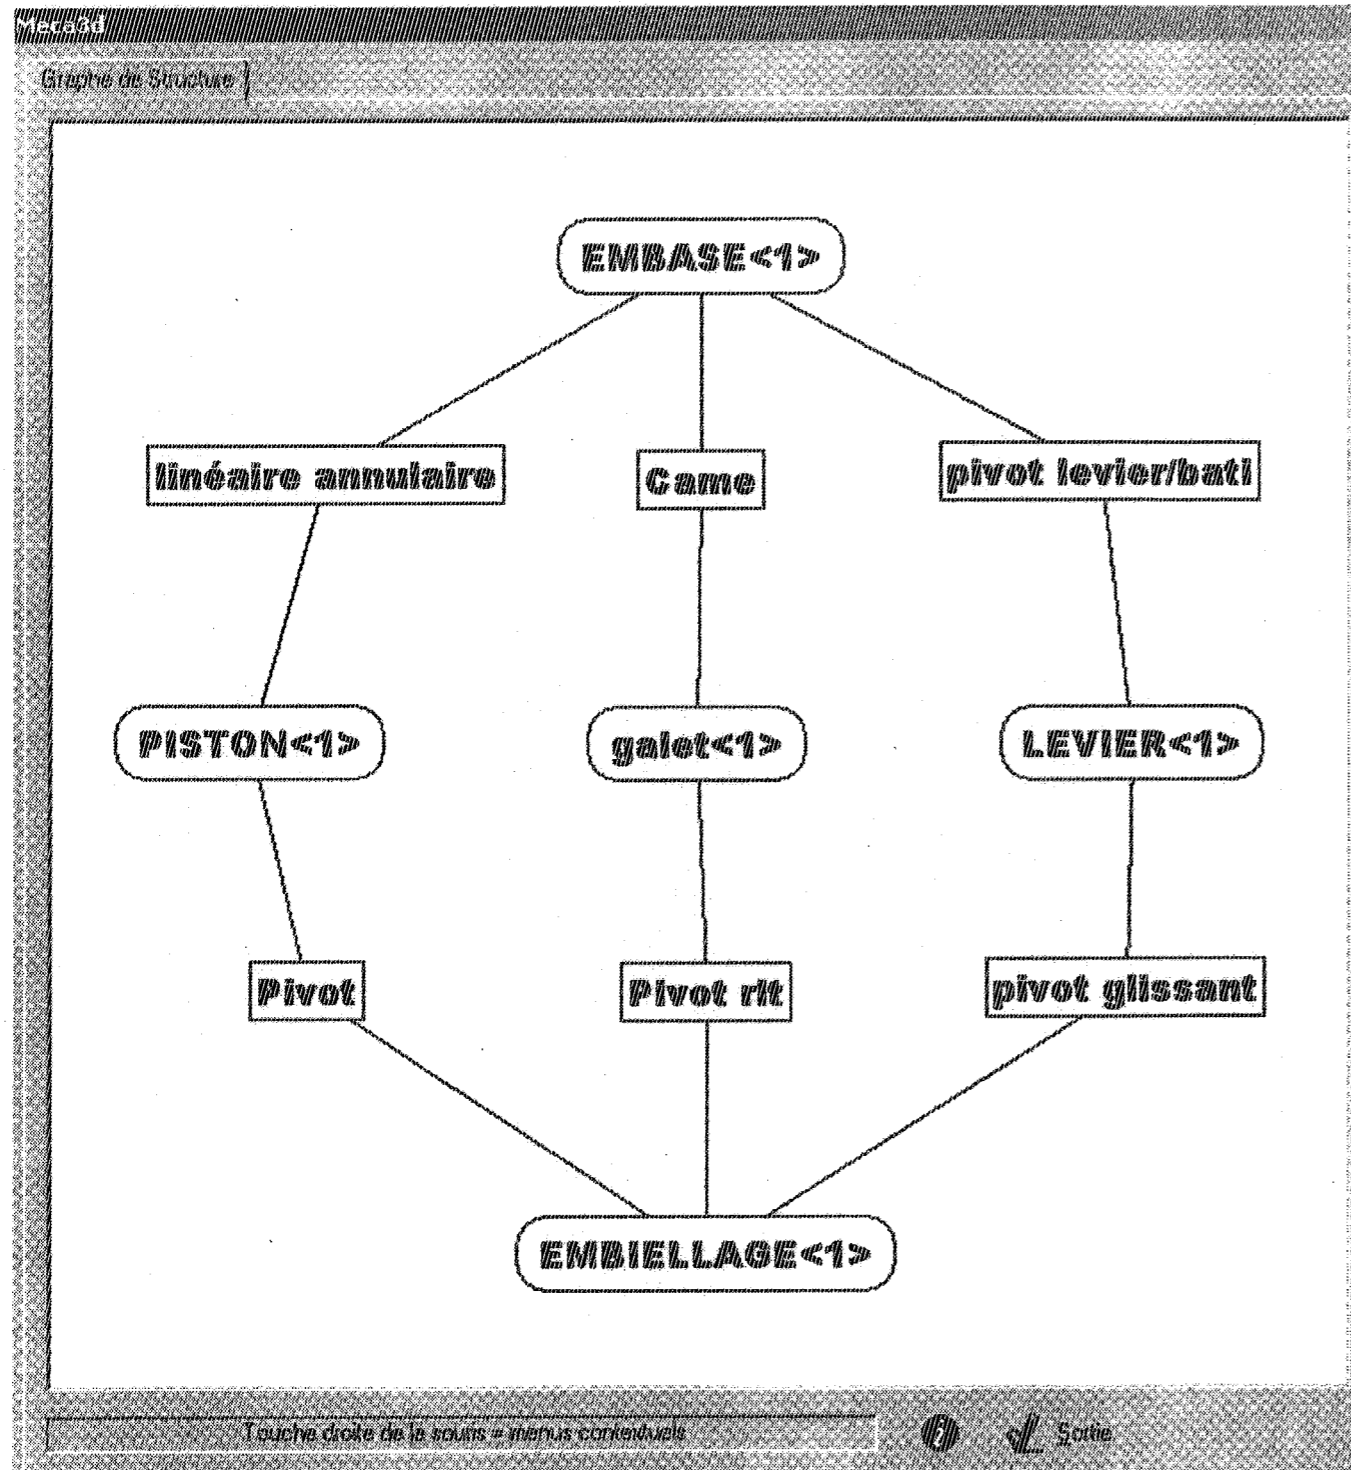 Meca3d
Graphe de Structure
EMBASE<1>
linéaire annulaire
Came
pivot levier/bati
PISTON<1>
galet<1>
LEVIER<1>
Pivot
Pivot rlt
pivot glissant
EMBIELLAGE<1>
Touche droite de la souris = menus contextuels
Sortie